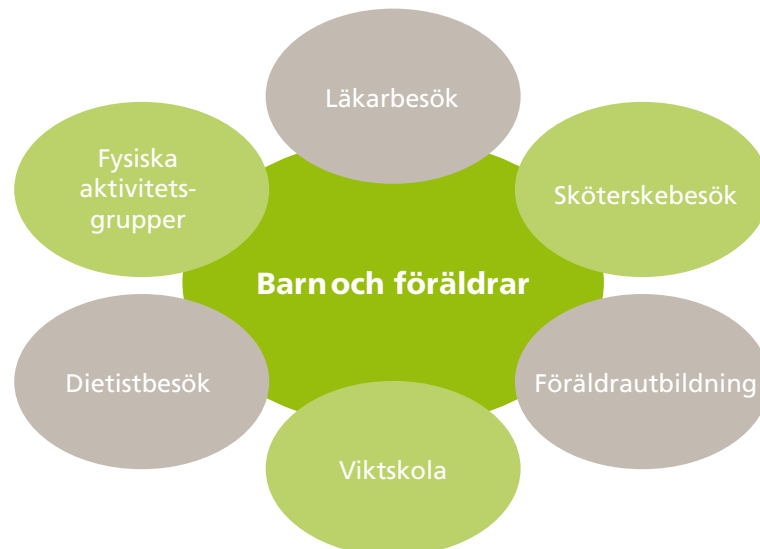 Läkarbesök
Fysiska
aktivitets-
grupper
Sköterskebesök
Barn och föräldrar
Dietistbesök
Föräldrautbildning
Viktskola